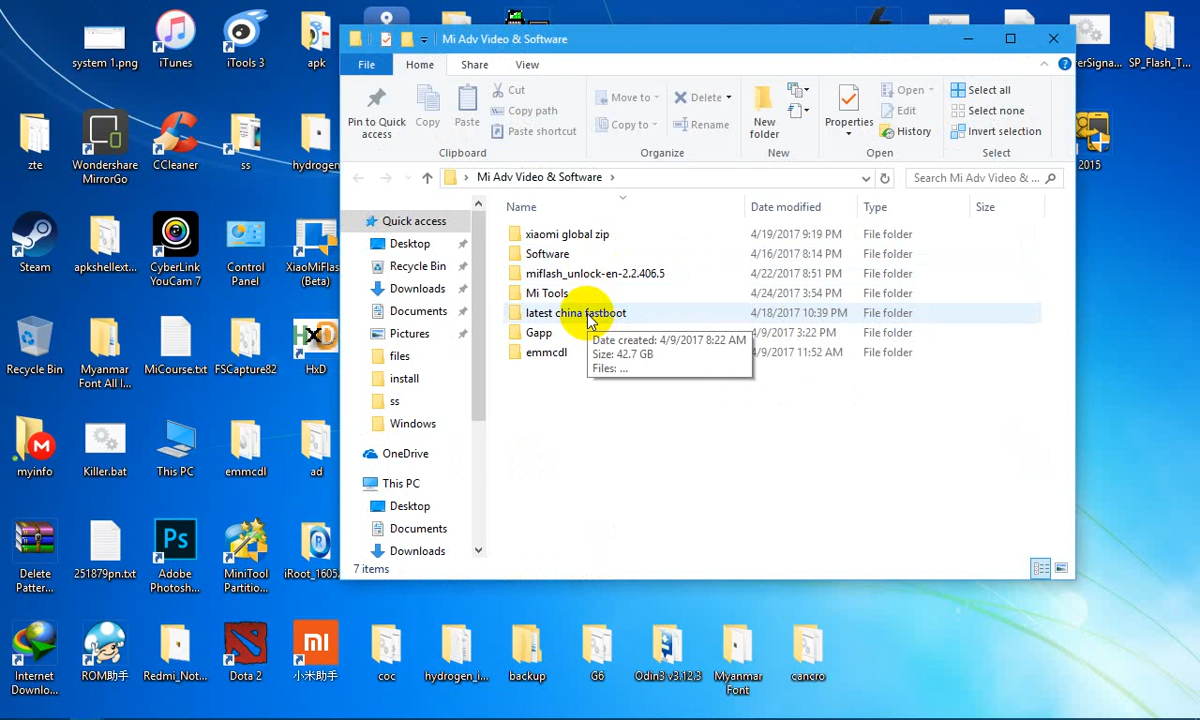 system 1.png
iTunes
iTools 3
apk
zte
Wondershare
MirrorGo
CCleaner
ss
hydrogen
Steam
apkshellext...
CyberLink
YouCam 7
Control
Panel
XiaoMiFlas
(Beta)
Recycle Bin
Myanmar
Font All I...
MiCourse.txt
FSCapture82
HxD
myinfo
Killer.bat
This PC
emmcdl
ad
Delete
Patter...
251879pn.txt
Adobe
Photosh...
MiniTool
Partitio...
iRoot_1605
Internet
Downlo...
ROM助手
Redmi_Not...
Dota 2
小米助手
coc
hydrogen_i...
backup
G6
Odin3 v3.12.3
Myanmar
Font
cancro
erSigna...
SP_Flash_T...
2015
Mi Adv Video & Software
File
Home
Share
View
Pin to Quick
access
Copy
Paste
Cut
Copy path
Paste shortcut
Clipboard
Move to
Copy to
Delete
Rename
Organize
New
folder
New
Properties
Open
Edit
History
Open
Select all
Select none
Invert selection
Select
Mi Adv Video & Software
Search Mi Adv Video & ...
Quick access
Desktop
Recycle Bin
Downloads
Documents
Pictures
files
install
ss
Windows
OneDrive
This PC
Desktop
Documents
Downloads
Name Date modified Type Size
xiaomi global zip 4/19/2017 9:19 PM File folder
Software 4/16/2017 8:14 PM File folder
miflash_unlock-en-2.2.406.5 4/22/2017 8:51 PM File folder
Mi Tools 4/24/2017 3:54 PM File folder
latest china fastboot 4/18/2017 10:39 PM File folder
Gapp 4/9/2017 3:22 PM File folder
emmcdl 4/9/2017 11:52 AM File folder
Date created: 4/9/2017 8:22 AM
Size: 42.7 GB
Files: ...
7 items